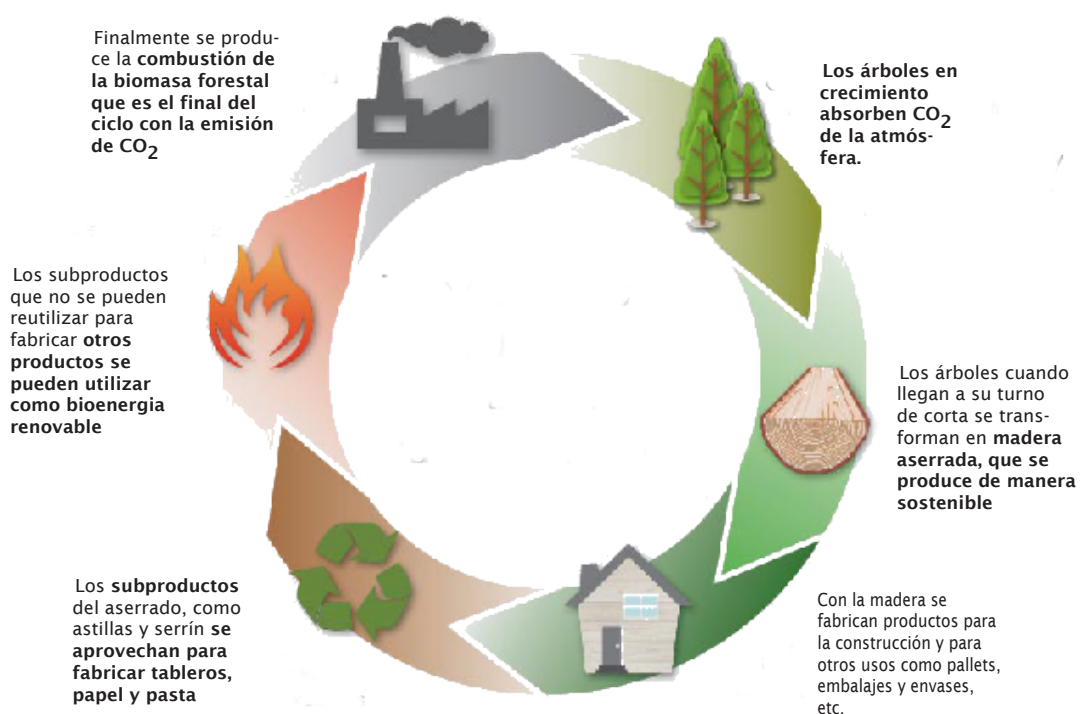 Finalmente se produ-
ce la combustión de
la biomasa forestal
que es el final del
ciclo con la emisión
de CO2
Los árboles en
crecimiento
absorben CO2
de la atmós-
fera.
Los árboles cuando
llegan a su turno
de corta se trans-
forman en madera
aserrada, que se
produce de manera
sostenible
Con la madera se
fabrican productos para
la construcción y para
otros usos como pallets,
embalajes y envases,
etc.
Los subproductos
del aserrado, como
astillas y serrín se
aprovechan para
fabricar tableros,
papel y pasta
Los subproductos
que no se pueden
reutilizar para
fabricar otros
productos se
pueden utilizar
como bioenergia
renovable